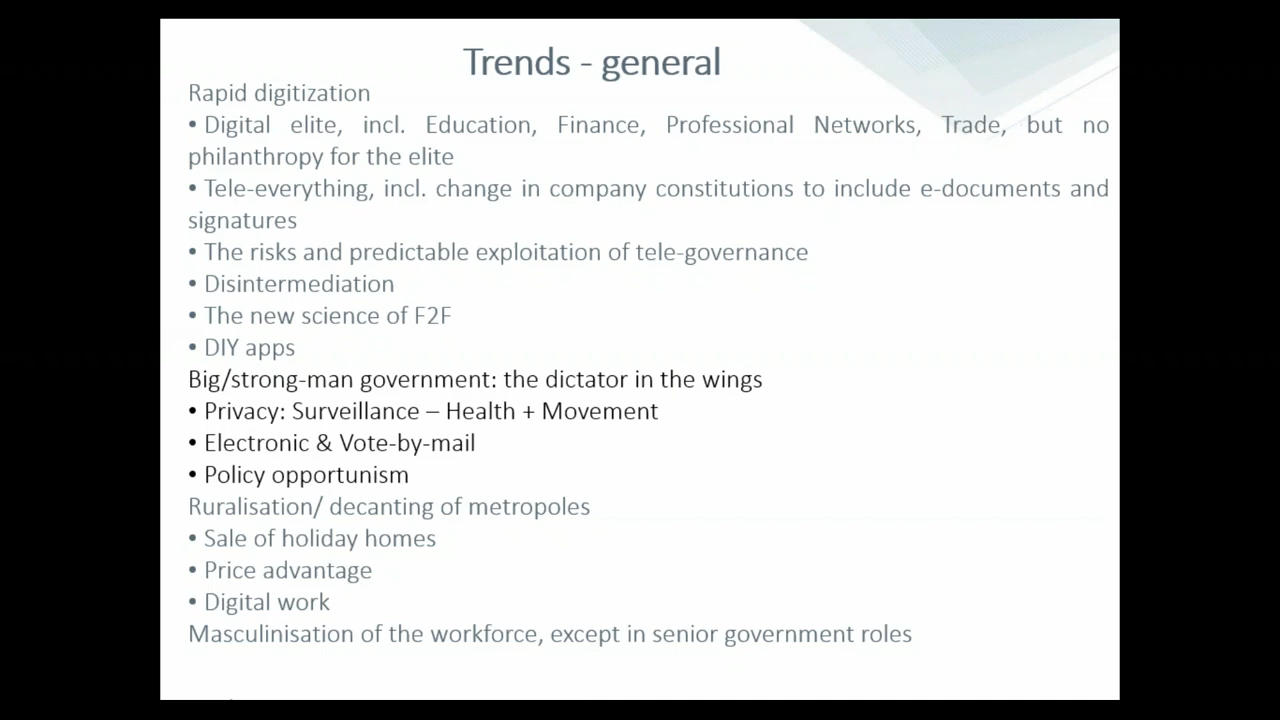 Trends - general
Rapid digitization
• Digital elite, incl. Education, Finance, Professional Networks, Trade, but no
philanthropy for the elite
• Tele-everything, incl. change in company constitutions to include e-documents and
signatures
• The risks and predictable exploitation of tele-governance
• Disintermediation
• The new science of F2F
• DIY apps
Big/strong-man government: the dictator in the wings
• Privacy: Surveillance – Health + Movement
• Electronic & Vote-by-mail
• Policy opportunism
Ruralisation/ decanting of metropoles
• Sale of holiday homes
• Price advantage
• Digital work
Masculinisation of the workforce, except in senior government roles